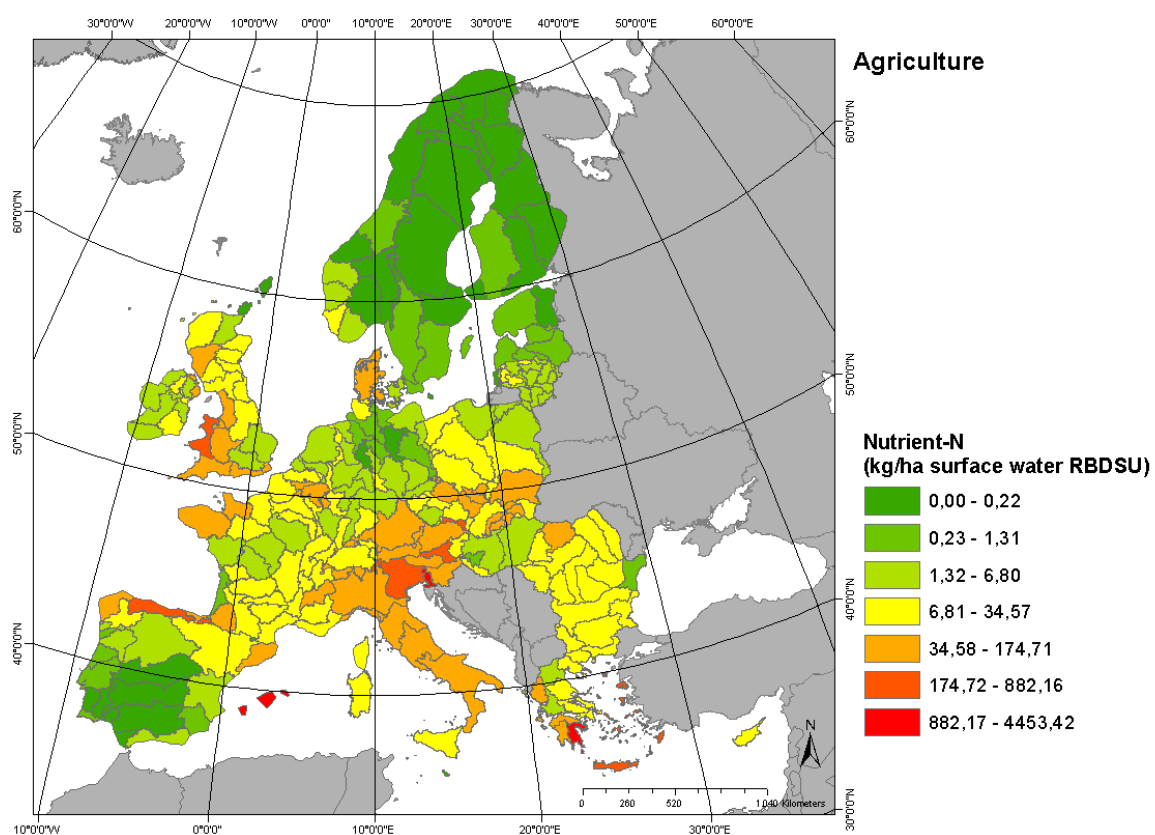 30°0'0"W 20°0'0"W 10°0'0"W 0°0'0" 10°0'0"E 20°0'0"E 30°0'0"E 40°0'0"E 50°0'0"E 60°0'0"E
Agriculture
60°0'0"N
60°0'0"N
50°0'0"N
50°0'0"N
40°0'0"N
40°0'0"N
30°0'0"N
Nutrient-N
(kg/ha surface water RBDSU)
0,00 - 0,22
0,23 - 1,31
1,32 - 6,80
6,81 - 34,57
34,58 - 174,71
174,72 - 882,16
882,17 - 4453,42
N
0 260 520 1 040 Kilometers
10°0'0"W 0°0'0" 10°0'0"E 20°0'0"E 30°0'0"E